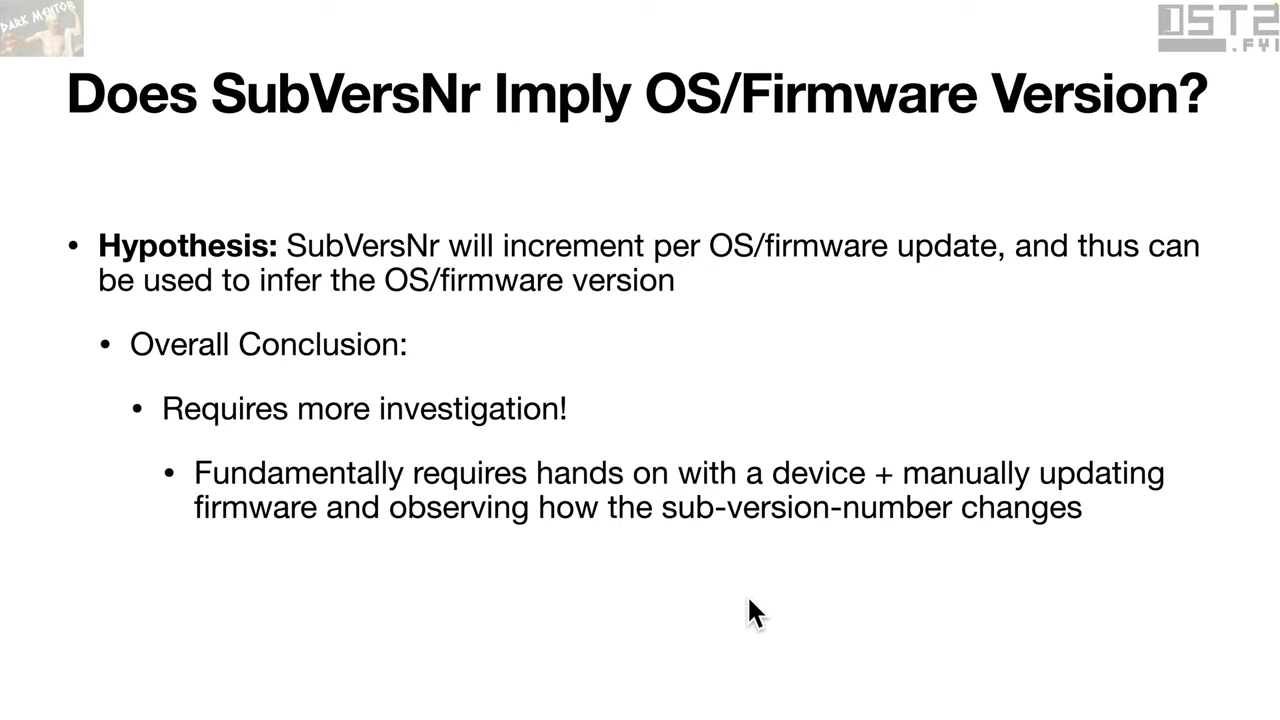 DARK MENTOR
OST2
.FYI
Does SubVersNr Imply OS/Firmware Version?
• Hypothesis: SubVersNr will increment per OS/firmware update, and thus can
be used to infer the OS/firmware version
• Overall Conclusion:
• Requires more investigation!
• Fundamentally requires hands on with a device + manually updating
firmware and observing how the sub-version-number changes